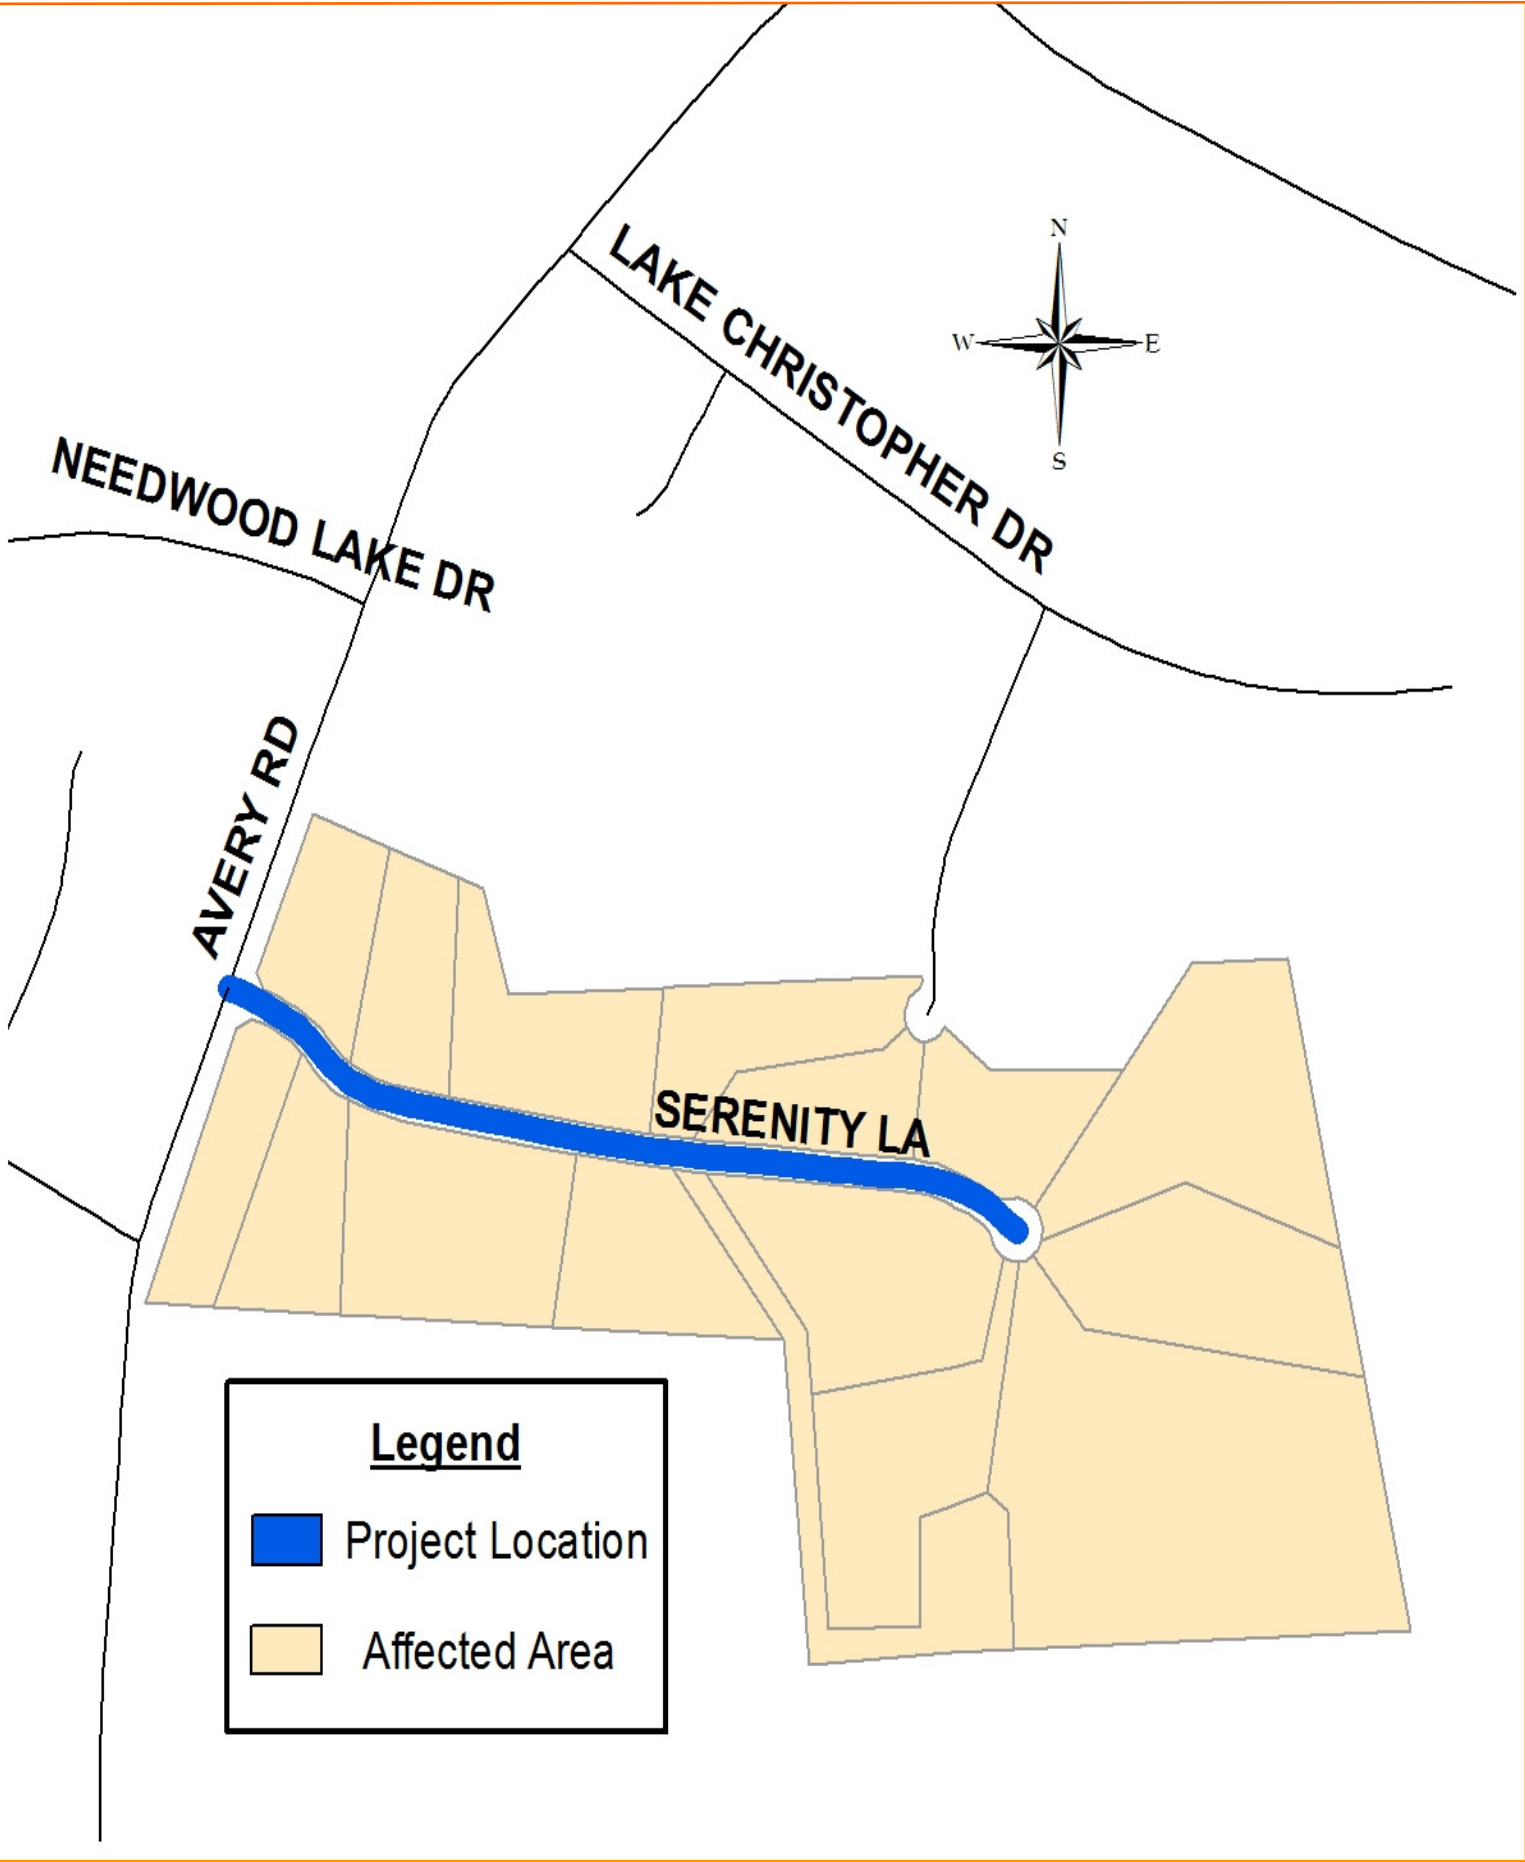 N
W E
S
LAKE CHRISTOPHER DR
NEEDWOOD LAKE DR
AVERY RD
SERENITY LA
Legend
Project Location
Affected Area